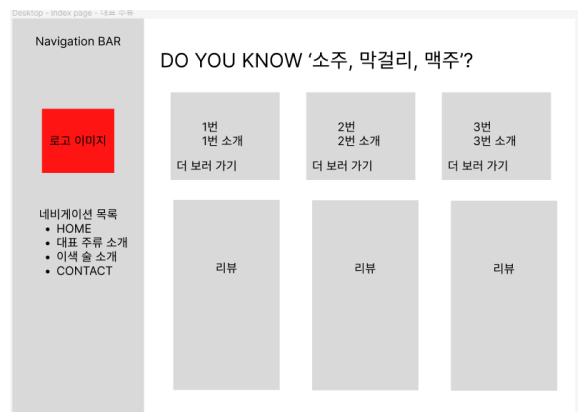 Desktop - Index page - 대표 주류
Navigation BAR
로고 이미지
네비게이션 목록
• HOME
• 대표 주류 소개
• 이색 술 소개
• CONTACT
DO YOU KNOW ‘소주, 막걸리, 맥주’?
1번
1번 소개
더 보러 가기
2번
2번 소개
더 보러 가기
3번
3번 소개
더 보러 가기
리뷰
리뷰
리뷰